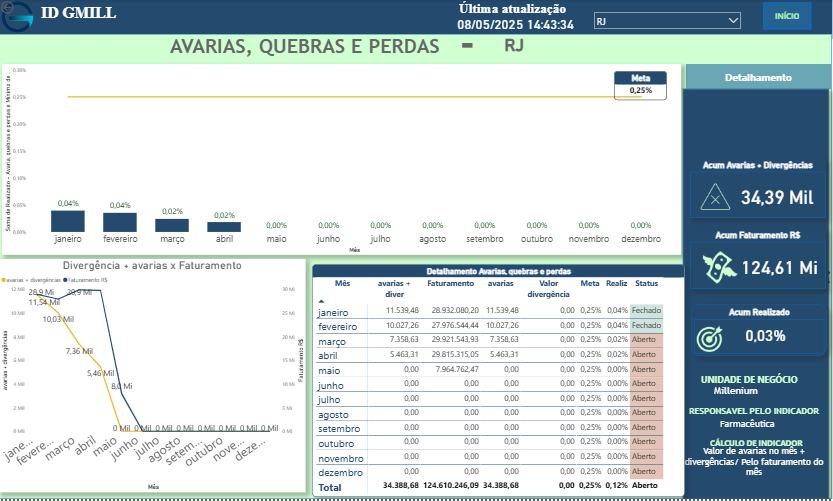 ID GMILL
Última atualização
08/05/2025 14:43:34
RJ
INÍCIO
AVARIAS, QUEBRAS E PERDAS - RJ
Soma de Realizado - Avaria, quebras e perdas e Mínimo de...
0,30%
0,25%
0,20%
0,15%
0,10%
0,05%
0,00%
Meta
0,25%
0,04% 0,04% 0,02% 0,02% 0,00% 0,00% 0,00% 0,00% 0,00% 0,00% 0,00% 0,00%
janeiro fevereiro março abril maio junho julho agosto setembro outubro novembro dezembro
Mês
Detalhamento
Acum Avarias + Divergências
34,39 Mil
Acum Faturamento R$
124,61 Mi
Acum Realizado
0,03%
UNIDADE DE NEGÓCIO
Millenium
RESPONSAVEL PELO INDICADOR
Farmacêutica
CÁLCULO DE INDICADOR
Valor de avarias no mês +
divergências/ Pelo faturamento do
mês
Divergência + avarias x Faturamento
avarias + divergências Faturamento R$
avarias + divergências
12 Mil
10 Mil
8 Mil
6 Mil
4 Mil
2 Mil
0 Mil
28,9 Mi 29,9 Mi
11,54 Mil
10,03 Mil
7,36 Mil
5,46 Mil
8,0 Mi
0 Mil 0 Mil 0 Mil 0 Mil 0 Mil 0 Mil 0 Mil 0 Mil
30 Mi
25 Mi
20 Mi
15 Mi
10 Mi
5 Mi
0 Mi
Faturamento R$
jane... fevere... março abril maio junho julho agosto setem... outubro nove... deze...
Mês
Detalhamento Avarias, quebras e perdas
Mês avarias + diver Faturamento avarias Valor divergência Meta Realiz Status
janeiro 11.539,48 28.932.080,20 11.539,48 0,00 0,25% 0,04% Fechado
fevereiro 10.027,26 27.976.544,44 10.027,26 0,00 0,25% 0,04% Fechado
março 7.358,63 29.921.543,93 7.358,63 0,00 0,25% 0,02% Aberto
abril 5.463,31 29.815.315,05 5.463,31 0,00 0,25% 0,02% Aberto
maio 0,00 7.964.762,47 0,00 0,00 0,25% 0,00% Aberto
junho 0,00 0,00 0,00 0,00 0,25% 0,00% Aberto
julho 0,00 0,00 0,00 0,00 0,25% 0,00% Aberto
agosto 0,00 0,00 0,00 0,00 0,25% 0,00% Aberto
setembro 0,00 0,00 0,00 0,00 0,25% 0,00% Aberto
outubro 0,00 0,00 0,00 0,00 0,25% 0,00% Aberto
novembro 0,00 0,00 0,00 0,00 0,25% 0,00% Aberto
dezembro 0,00 0,00 0,00 0,00 0,25% 0,00% Aberto
Total 34.388,68 124.610.246,09 34.388,68 0,00 0,25% 0,12% Aberto